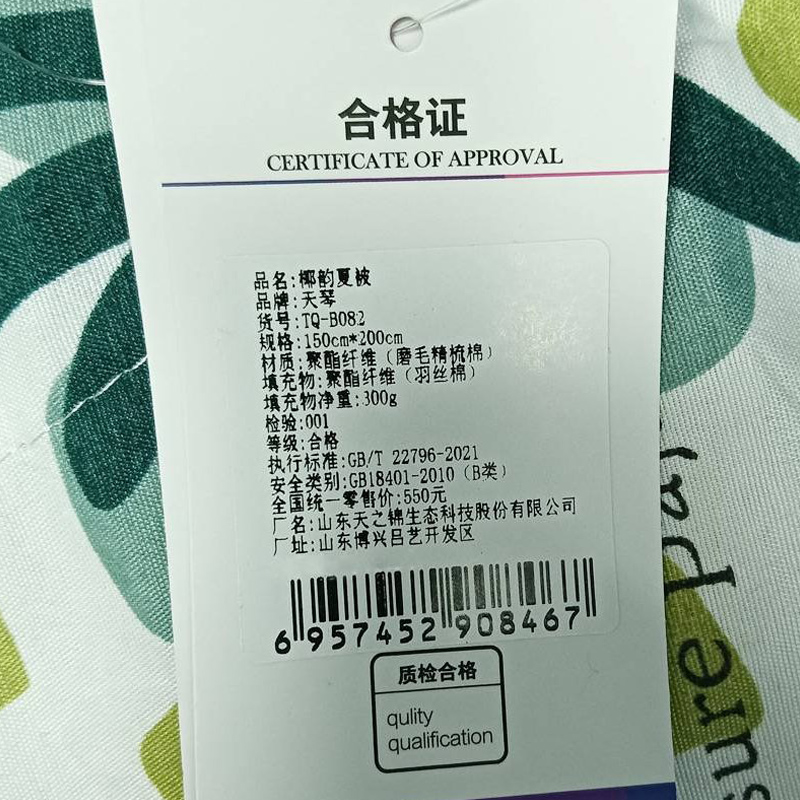 合格证
CERTIFICATE OF APPROVAL
品名:椰韵夏被
品牌:天琴
货号:TQ-B082
规格:150cm*200cm
材质:聚酯纤维（磨毛精梳棉）
填充物:聚酯纤维（羽丝棉）
填充物净重:300g
检验:001
等级:合格
执行标准:GB/T 22796-2021
安全类别:GB18401-2010（B类）
全国统一零售价:550元
厂名:山东天之锦生态科技股份有限公司
厂址:山东博兴吕艺开发区
6 957452 908467
质检合格
qulity
qualification